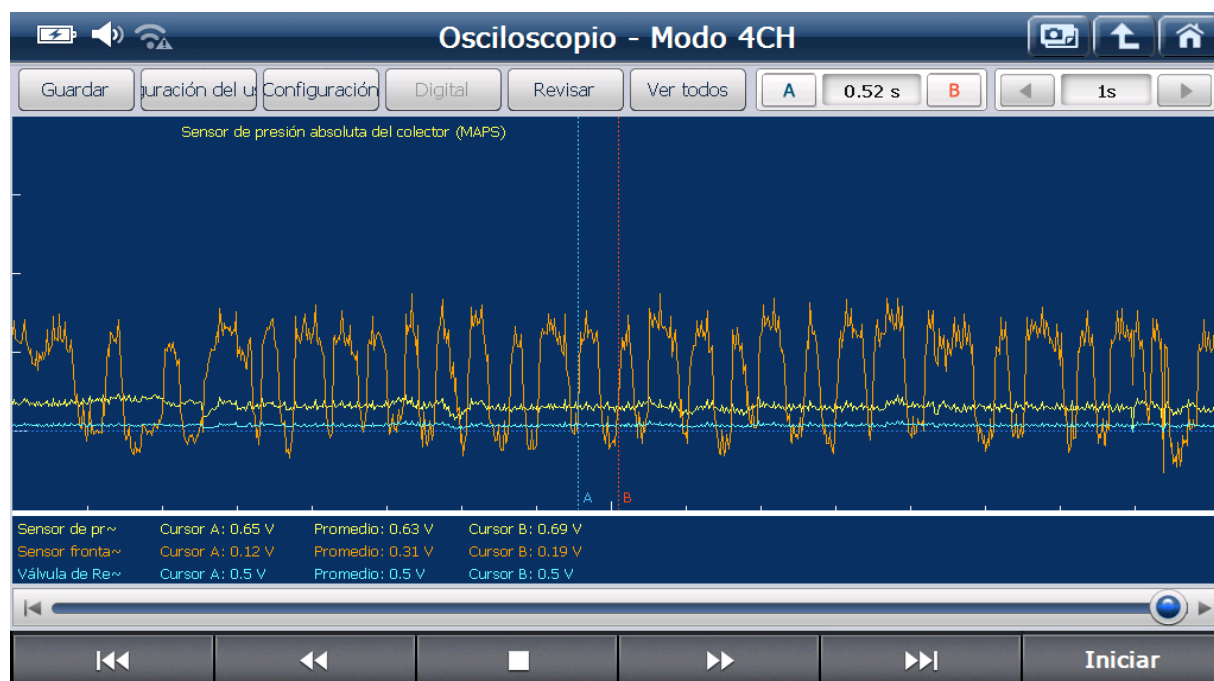 Osciloscopio - Modo 4CH
Guardar
guración del u
Configuración
Digital
Revisar
Ver todos
A
0.52 s
B
1s
Sensor de presión absoluta del colector (MAPS)
A
B
Sensor de pr~ Cursor A: 0.65 V Promedio: 0.63 V Cursor B: 0.69 V
Sensor fronta~ Cursor A: 0.12 V Promedio: 0.31 V Cursor B: 0.19 V
Válvula de Re~ Cursor A: 0.5 V Promedio: 0.5 V Cursor B: 0.5 V
Iniciar